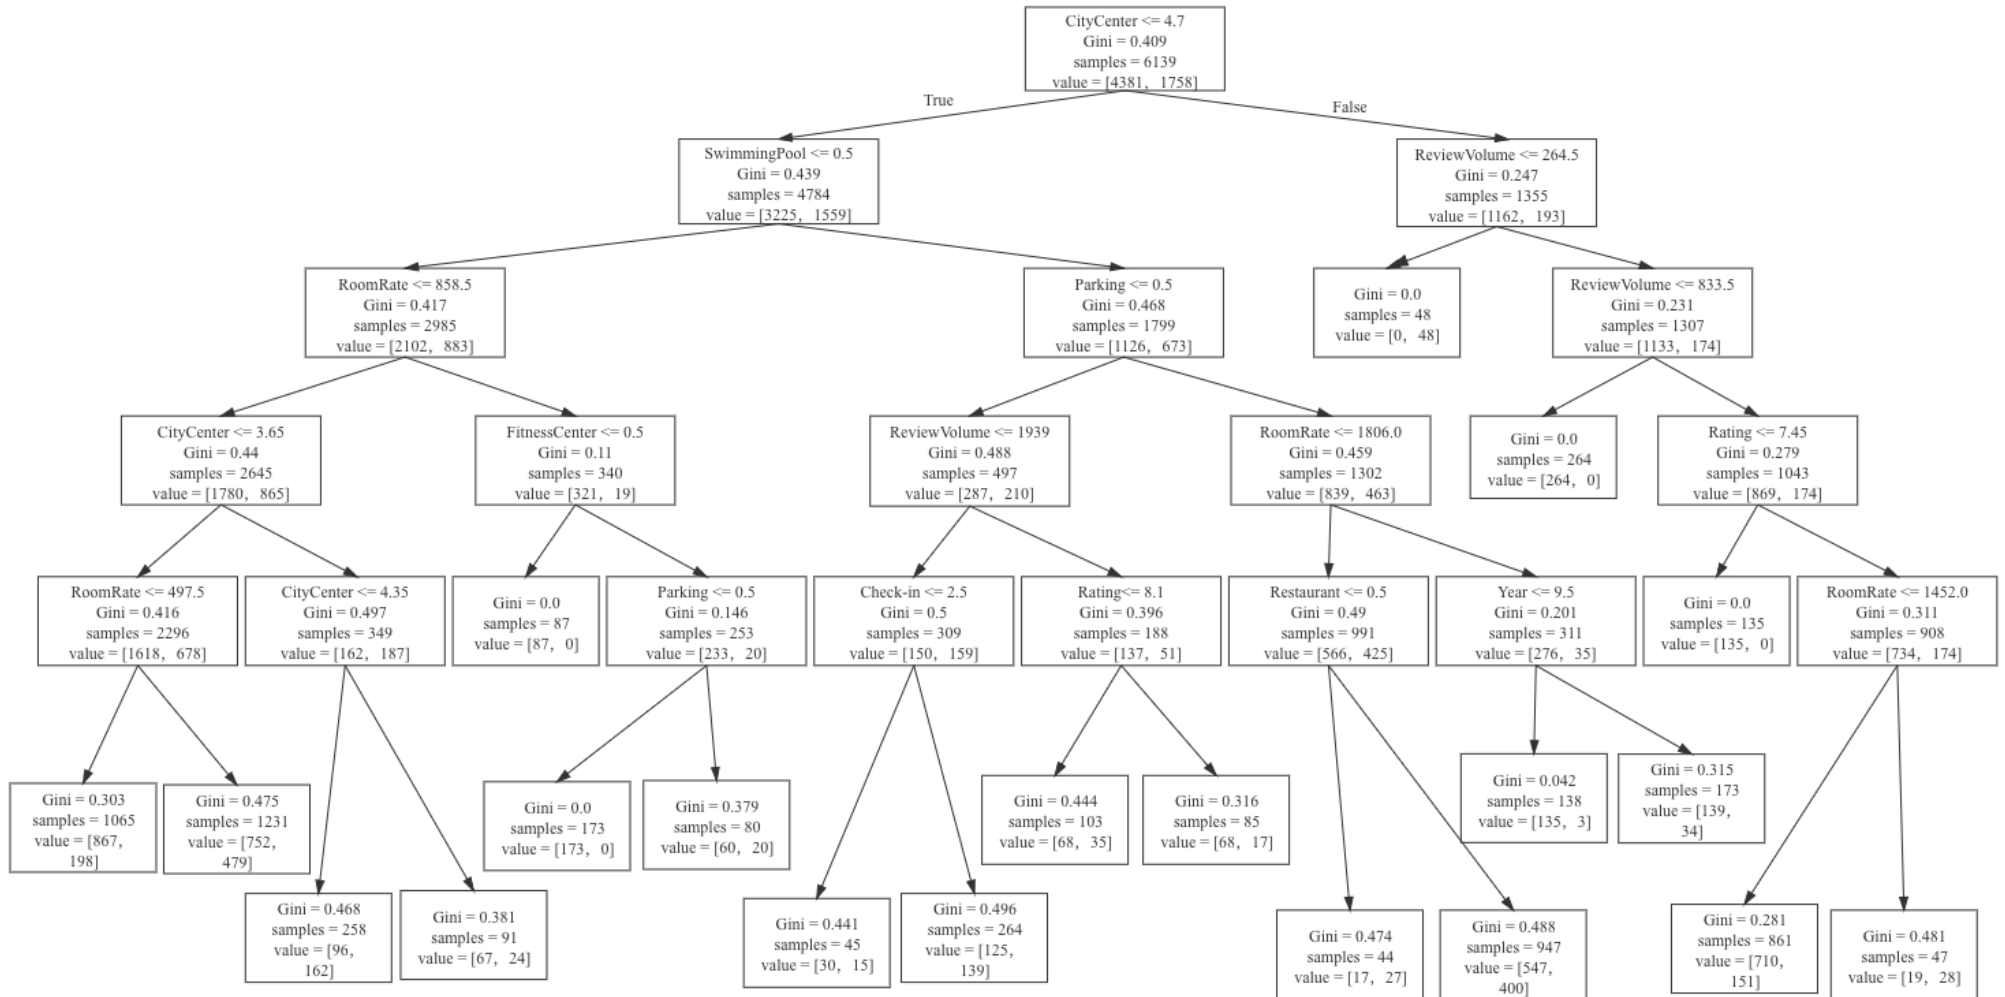 CityCenter <= 4.7
Gini = 0.409
samples = 6139
value = [4381, 1758]
True
False
SwimmingPool <= 0.5
Gini = 0.439
samples = 4784
value = [3225, 1559]
ReviewVolume <= 264.5
Gini = 0.247
samples = 1355
value = [1162, 193]
RoomRate <= 858.5
Gini = 0.417
samples = 2985
value = [2102, 883]
Parking <= 0.5
Gini = 0.468
samples = 1799
value = [1126, 673]
Gini = 0.0
samples = 48
value = [0, 48]
ReviewVolume <= 833.5
Gini = 0.231
samples = 1307
value = [1133, 174]
CityCenter <= 3.65
Gini = 0.44
samples = 2645
value = [1780, 865]
FitnessCenter <= 0.5
Gini = 0.11
samples = 340
value = [321, 19]
ReviewVolume <= 1939
Gini = 0.488
samples = 497
value = [287, 210]
RoomRate <= 1806.0
Gini = 0.459
samples = 1302
value = [839, 463]
Gini = 0.0
samples = 264
value = [264, 0]
Rating <= 7.45
Gini = 0.279
samples = 1043
value = [869, 174]
RoomRate <= 497.5
Gini = 0.416
samples = 2296
value = [1618, 678]
CityCenter <= 4.35
Gini = 0.497
samples = 349
value = [162, 187]
Gini = 0.0
samples = 87
value = [87, 0]
Parking <= 0.5
Gini = 0.146
samples = 253
value = [233, 20]
Check-in <= 2.5
Gini = 0.5
samples = 309
value = [150, 159]
Rating<= 8.1
Gini = 0.396
samples = 188
value = [137, 51]
Restaurant <= 0.5
Gini = 0.49
samples = 991
value = [566, 425]
Year <= 9.5
Gini = 0.201
samples = 311
value = [276, 35]
Gini = 0.0
samples = 135
value = [135, 0]
RoomRate <= 1452.0
Gini = 0.311
samples = 908
value = [734, 174]
Gini = 0.303
samples = 1065
value = [867,
198]
Gini = 0.475
samples = 1231
value = [752,
479]
Gini = 0.468
samples = 258
value = [96,
162]
Gini = 0.381
samples = 91
value = [67, 24]
Gini = 0.0
samples = 173
value = [173, 0]
Gini = 0.379
samples = 80
value = [60, 20]
Gini = 0.441
samples = 45
value = [30, 15]
Gini = 0.496
samples = 264
value = [125,
139]
Gini = 0.444
samples = 103
value = [68, 35]
Gini = 0.316
samples = 85
value = [68, 17]
Gini = 0.474
samples = 44
value = [17, 27]
Gini = 0.488
samples = 947
value = [547,
400]
Gini = 0.042
samples = 138
value = [135, 3]
Gini = 0.315
samples = 173
value = [139,
34]
Gini = 0.281
samples = 861
value = [710,
151]
Gini = 0.481
samples = 47
value = [19, 28]